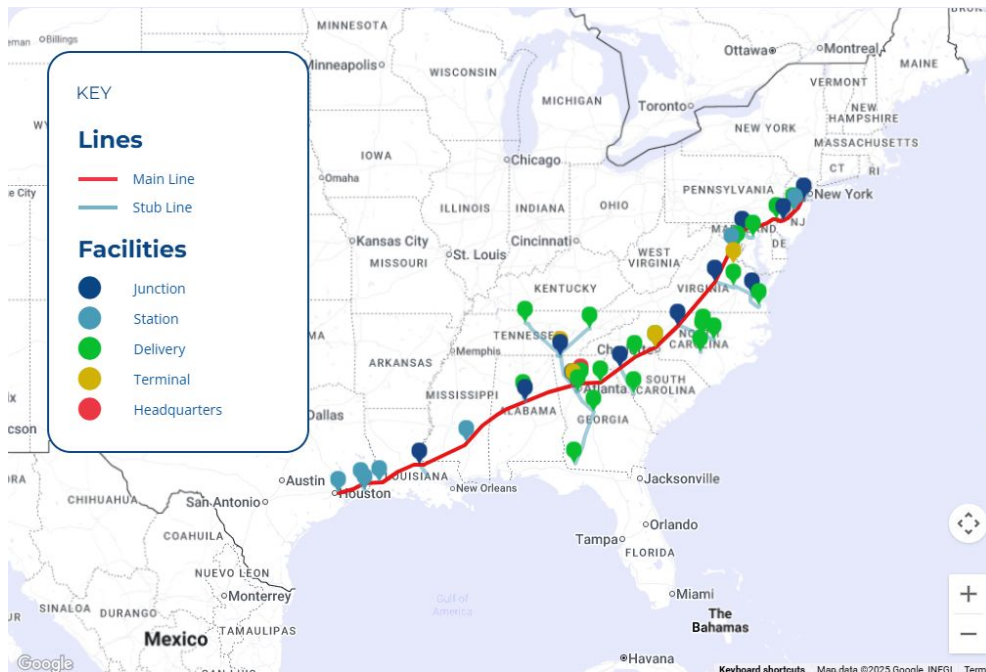 KEY
Lines
Main Line
Stub Line
Facilities
Junction
Station
Delivery
Terminal
Headquarters
Billings
MINNESOTA
Minneapolis
WISCONSIN
MICHIGAN
Ottawa
Montreal
MAINE
VERMONT
Toronto
NEW
HAMPSHIRE
NEW YORK
MASSACHUSETTS
CT
RI
IOWA
Chicago
Omaha
PENNSYLVANIA
New York
City
ILLINOIS
INDIANA
OHIO
NJ
MARYLAND
DE
Kansas City
MISSOURI
St. Louis
Cincinnati
WEST
VIRGINIA
KENTUCKY
VIRGINIA
TENNESSEE
NORTH
CAROLINA
Memphis
ARKANSAS
SOUTH
CAROLINA
Atlanta
MISSISSIPPI
ALABAMA
GEORGIA
Dallas
LOUISIANA
Austin
Houston
New Orleans
Jacksonville
CHIHUAHUA
San Antonio
COAHUILA
Orlando
Tampa
FLORIDA
NUEVO LEON
Monterrey
Miami
SINALOA
DURANGO
Gulf of
America
The
Bahamas
Mexico
TAMAULIPAS
Havana
Google
Keyboard shortcuts
Map data ©2025 Google, INEGI
Term